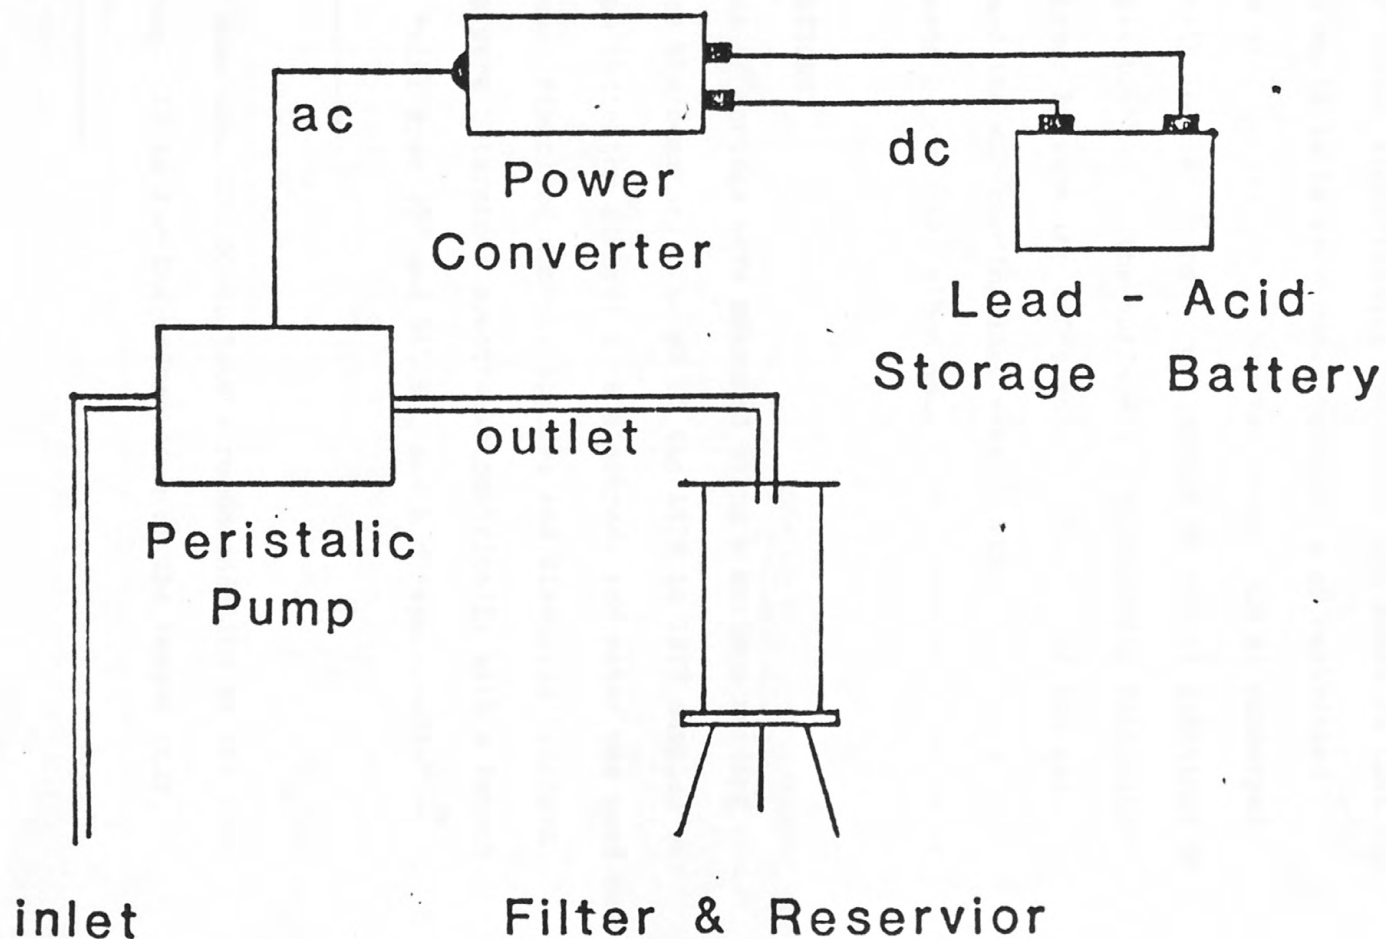 ac
Power
Converter
dc
Lead - Acid
Storage Battery
outlet
Peristalic
Pump
inlet
Filter & Reservior